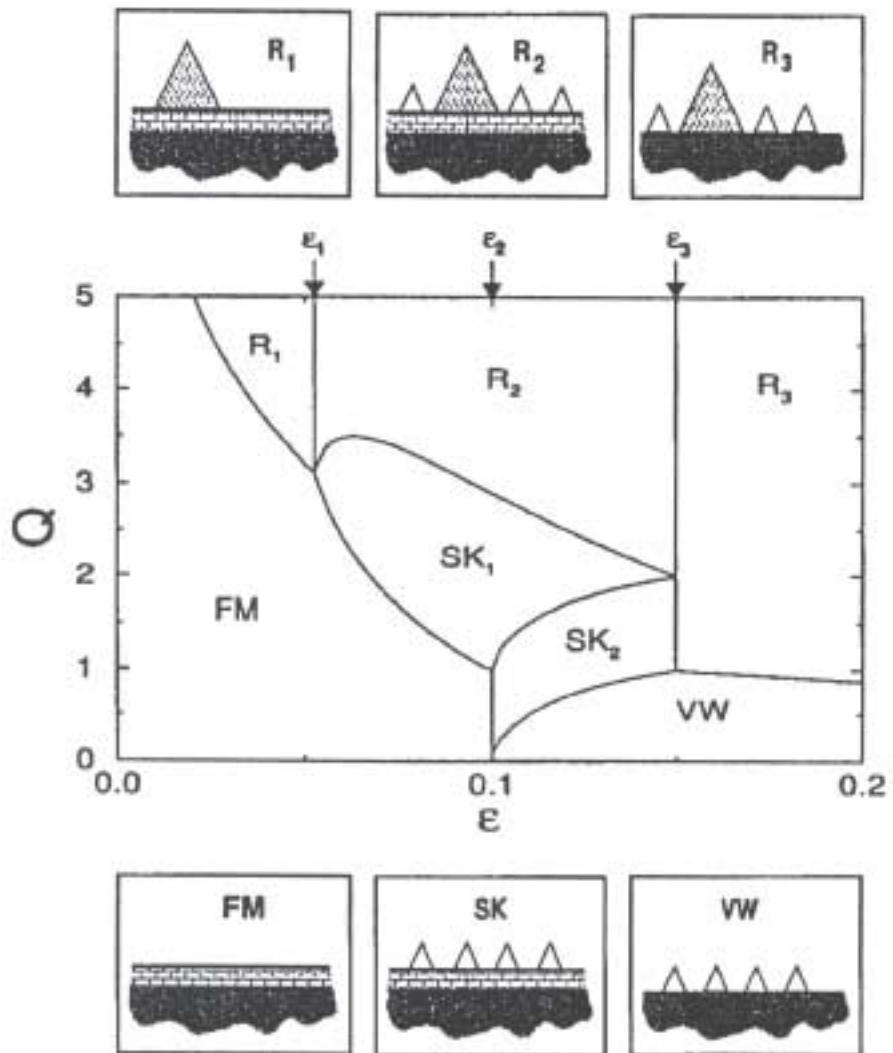 R₁ R₂ R₃
ε₁ ε₂ ε₃
5
R₁ R₂ R₃
4
3
Q
SK₁
2
FM
SK₂
1
VW
0
0.0 0.1 0.2
ε
FM SK VW